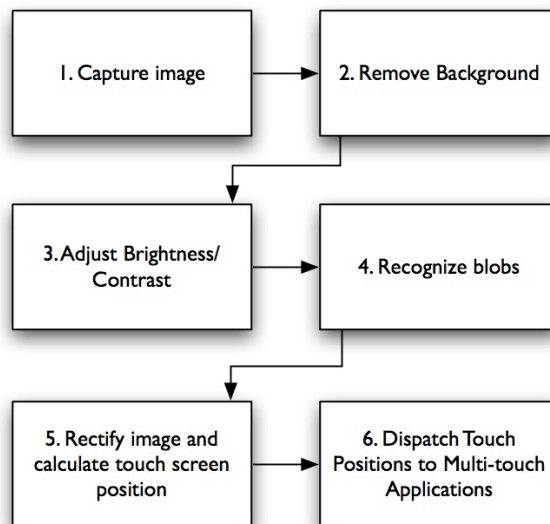 1. Capture image
2. Remove Background
3. Adjust Brightness/
Contrast
4. Recognize blobs
5. Rectify image and
calculate touch screen
position
6. Dispatch Touch
Positions to Multi-touch
Applications